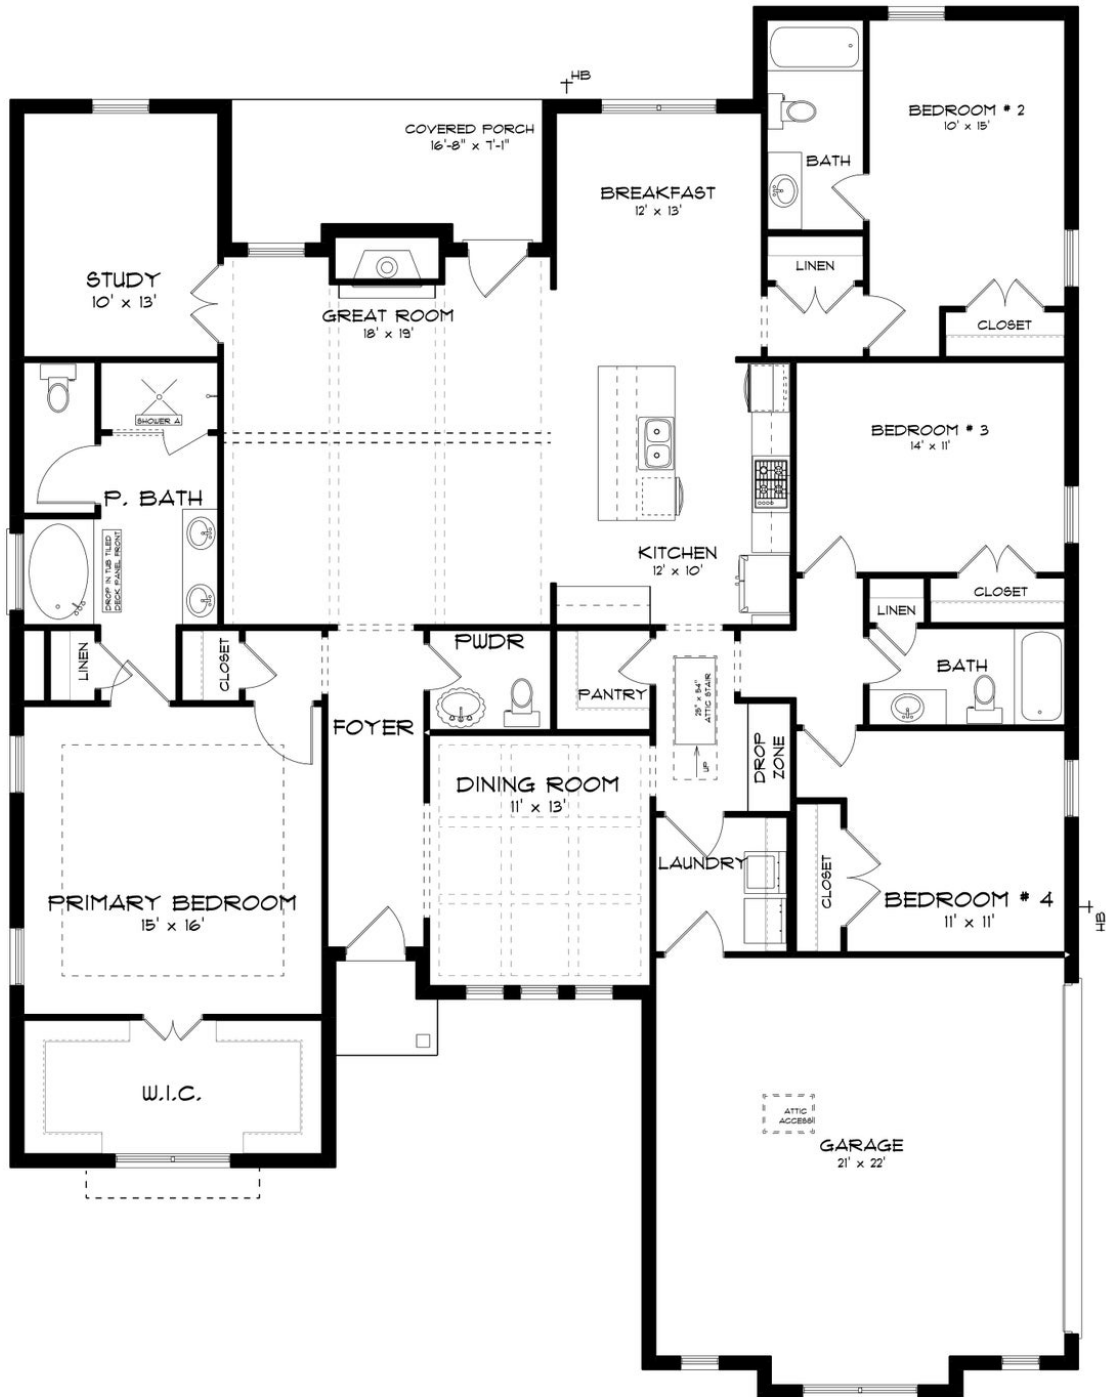 HB
COVERED PORCH
16'-8" x 7'-1"
BEDROOM # 2
10' x 15'
BATH
BREAKFAST
12' x 13'
LINEN
STUDY
10' x 13'
GREAT ROOM
18' x 19'
CLOSET
SHOWER A
BEDROOM # 3
14' x 11'
P. BATH
DROP IN TUB TILED
DECK PANEL FRONT
KITCHEN
12' x 10'
CLOSET
LINEN
LINEN
CLOSET
PWDR
PANTRY
25" x 54"
ATTIC STAIR
UP
BATH
FOYER
DROP
ZONE
DINING ROOM
11' x 13'
LAUNDRY
CLOSET
BEDROOM # 4
11' x 11'
HB
PRIMARY BEDROOM
15' x 16'
W.I.C.
ATTIC
ACCESS
GARAGE
21' x 22'